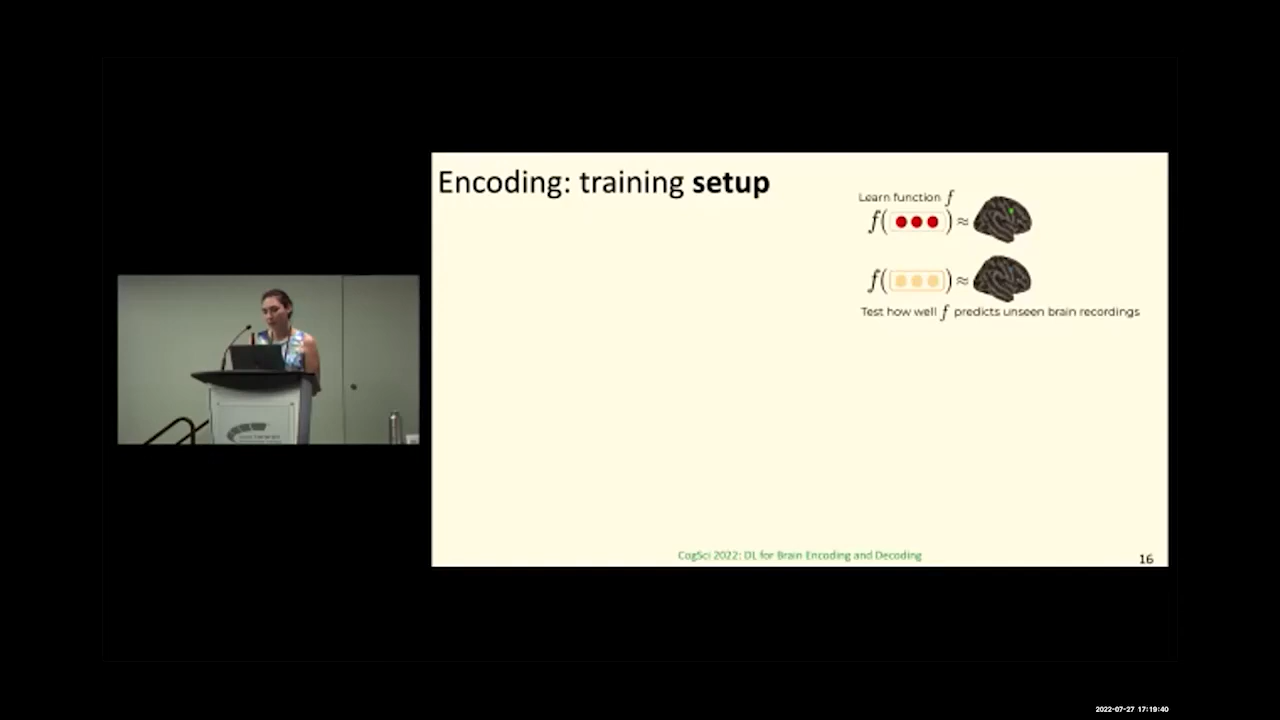 Encoding: training setup
Learn function f
f( ) ≈
f( ) ≈
Test how well f predicts unseen brain recordings
CogSci 2022: DL for Brain Encoding and Decoding
16
2022-07-27 17:19:40